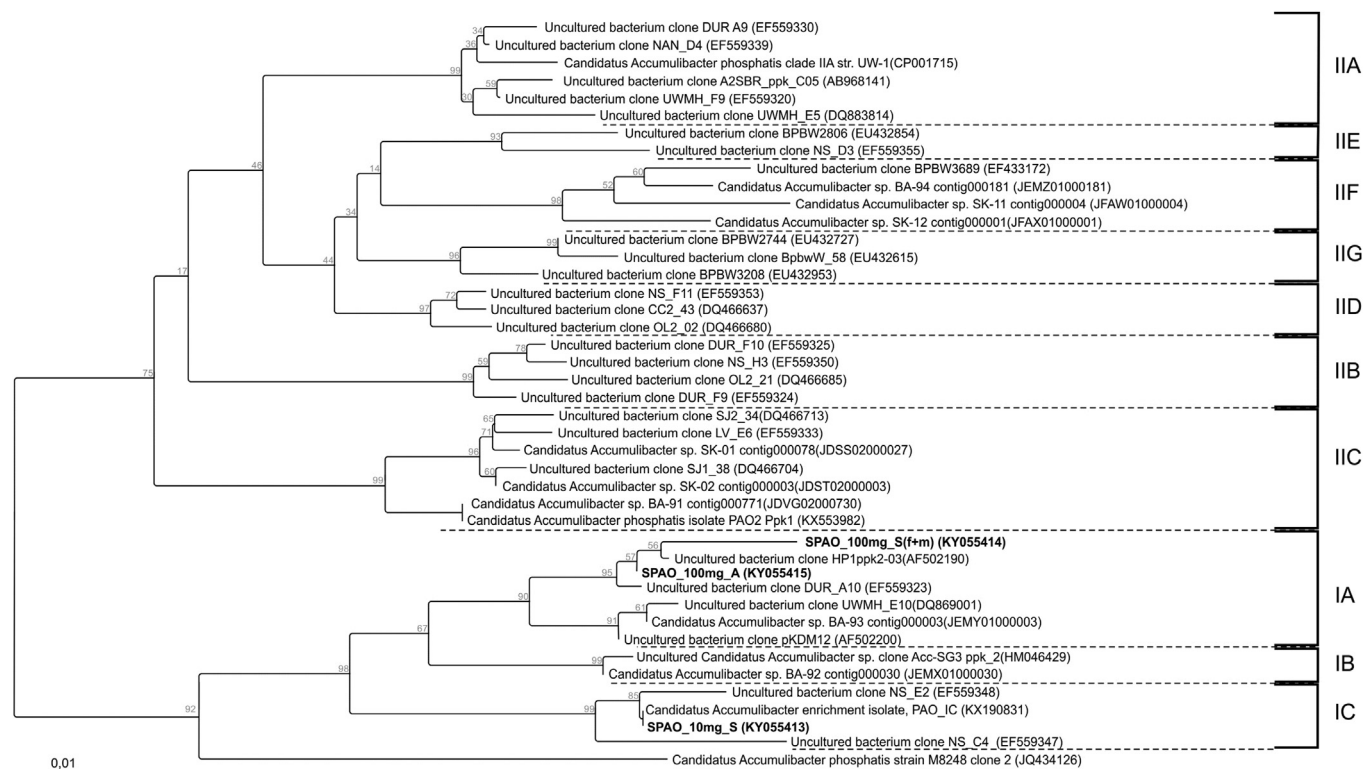 34
Uncultured bacterium clone DUR A9 (EF559330)
36
Uncultured bacterium clone NAN_D4 (EF559339)
Candidatus Accumulibacter phosphatis clade IIA str. UW-1(CP001715)
99
IIA
59
Uncultured bacterium clone A2SBR_ppk_C05 (AB968141)
30
Uncultured bacterium clone UWMH_F9 (EF559320)
Uncultured bacterium clone UWMH_E5 (DQ883814)
93
Uncultured bacterium clone BPBW2806 (EU432854)
IIE
Uncultured bacterium clone NS_D3 (EF559355)
46
14
60
Uncultured bacterium clone BPBW3689 (EF433172)
52
Candidatus Accumulibacter sp. BA-94 contig000181 (JEMZ01000181)
IIF
98
Candidatus Accumulibacter sp. SK-11 contig000004 (JFAW01000004)
34
Candidatus Accumulibacter sp. SK-12 contig000001(JFAX01000001)
99
Uncultured bacterium clone BPBW2744 (EU432727)
96
Uncultured bacterium clone BpbwW_58 (EU432615)
IIG
44
Uncultured bacterium clone BPBW3208 (EU432953)
17
72
Uncultured bacterium clone NS_F11 (EF559353)
97
Uncultured bacterium clone CC2_43 (DQ466637)
IID
Uncultured bacterium clone OL2_02 (DQ466680)
78
Uncultured bacterium clone DUR_F10 (EF559325)
59
Uncultured bacterium clone NS_H3 (EF559350)
IIB
75
99
Uncultured bacterium clone OL2_21 (DQ466685)
Uncultured bacterium clone DUR_F9 (EF559324)
65
Uncultured bacterium clone SJ2_34(DQ466713)
71
Uncultured bacterium clone LV_E6 (EF559333)
96
Candidatus Accumulibacter sp. SK-01 contig000078(JDSS02000027)
IIC
60
Uncultured bacterium clone SJ1_38 (DQ466704)
99
Candidatus Accumulibacter sp. SK-02 contig000003(JDST02000003)
Candidatus Accumulibacter sp. BA-91 contig000771(JDVG02000730)
Candidatus Accumulibacter phosphatis isolate PAO2 Ppk1 (KX553982)
56
SPAO_100mg_S(f+m) (KY055414)
57
Uncultured bacterium clone HP1ppk2-03(AF502190)
95
SPAO_100mg_A (KY055415)
Uncultured bacterium clone DUR_A10 (EF559323)
IA
90
61
Uncultured bacterium clone UWMH_E10(DQ869001)
91
Candidatus Accumulibacter sp. BA-93 contig000003(JEMY01000003)
67
Uncultured bacterium clone pKDM12 (AF502200)
99
Uncultured Candidatus Accumulibacter sp. clone Acc-SG3 ppk_2(HM046429)
IB
98
Candidatus Accumulibacter sp. BA-92 contig000030 (JEMX01000030)
85
Uncultured bacterium clone NS_E2 (EF559348)
92
99
Candidatus Accumulibacter enrichment isolate, PAO_IC (KX190831)
IC
SPAO_10mg_S (KY055413)
Uncultured bacterium clone NS_C4 (EF559347)
Candidatus Accumulibacter phosphatis strain M8248 clone 2 (JQ434126)
0,01